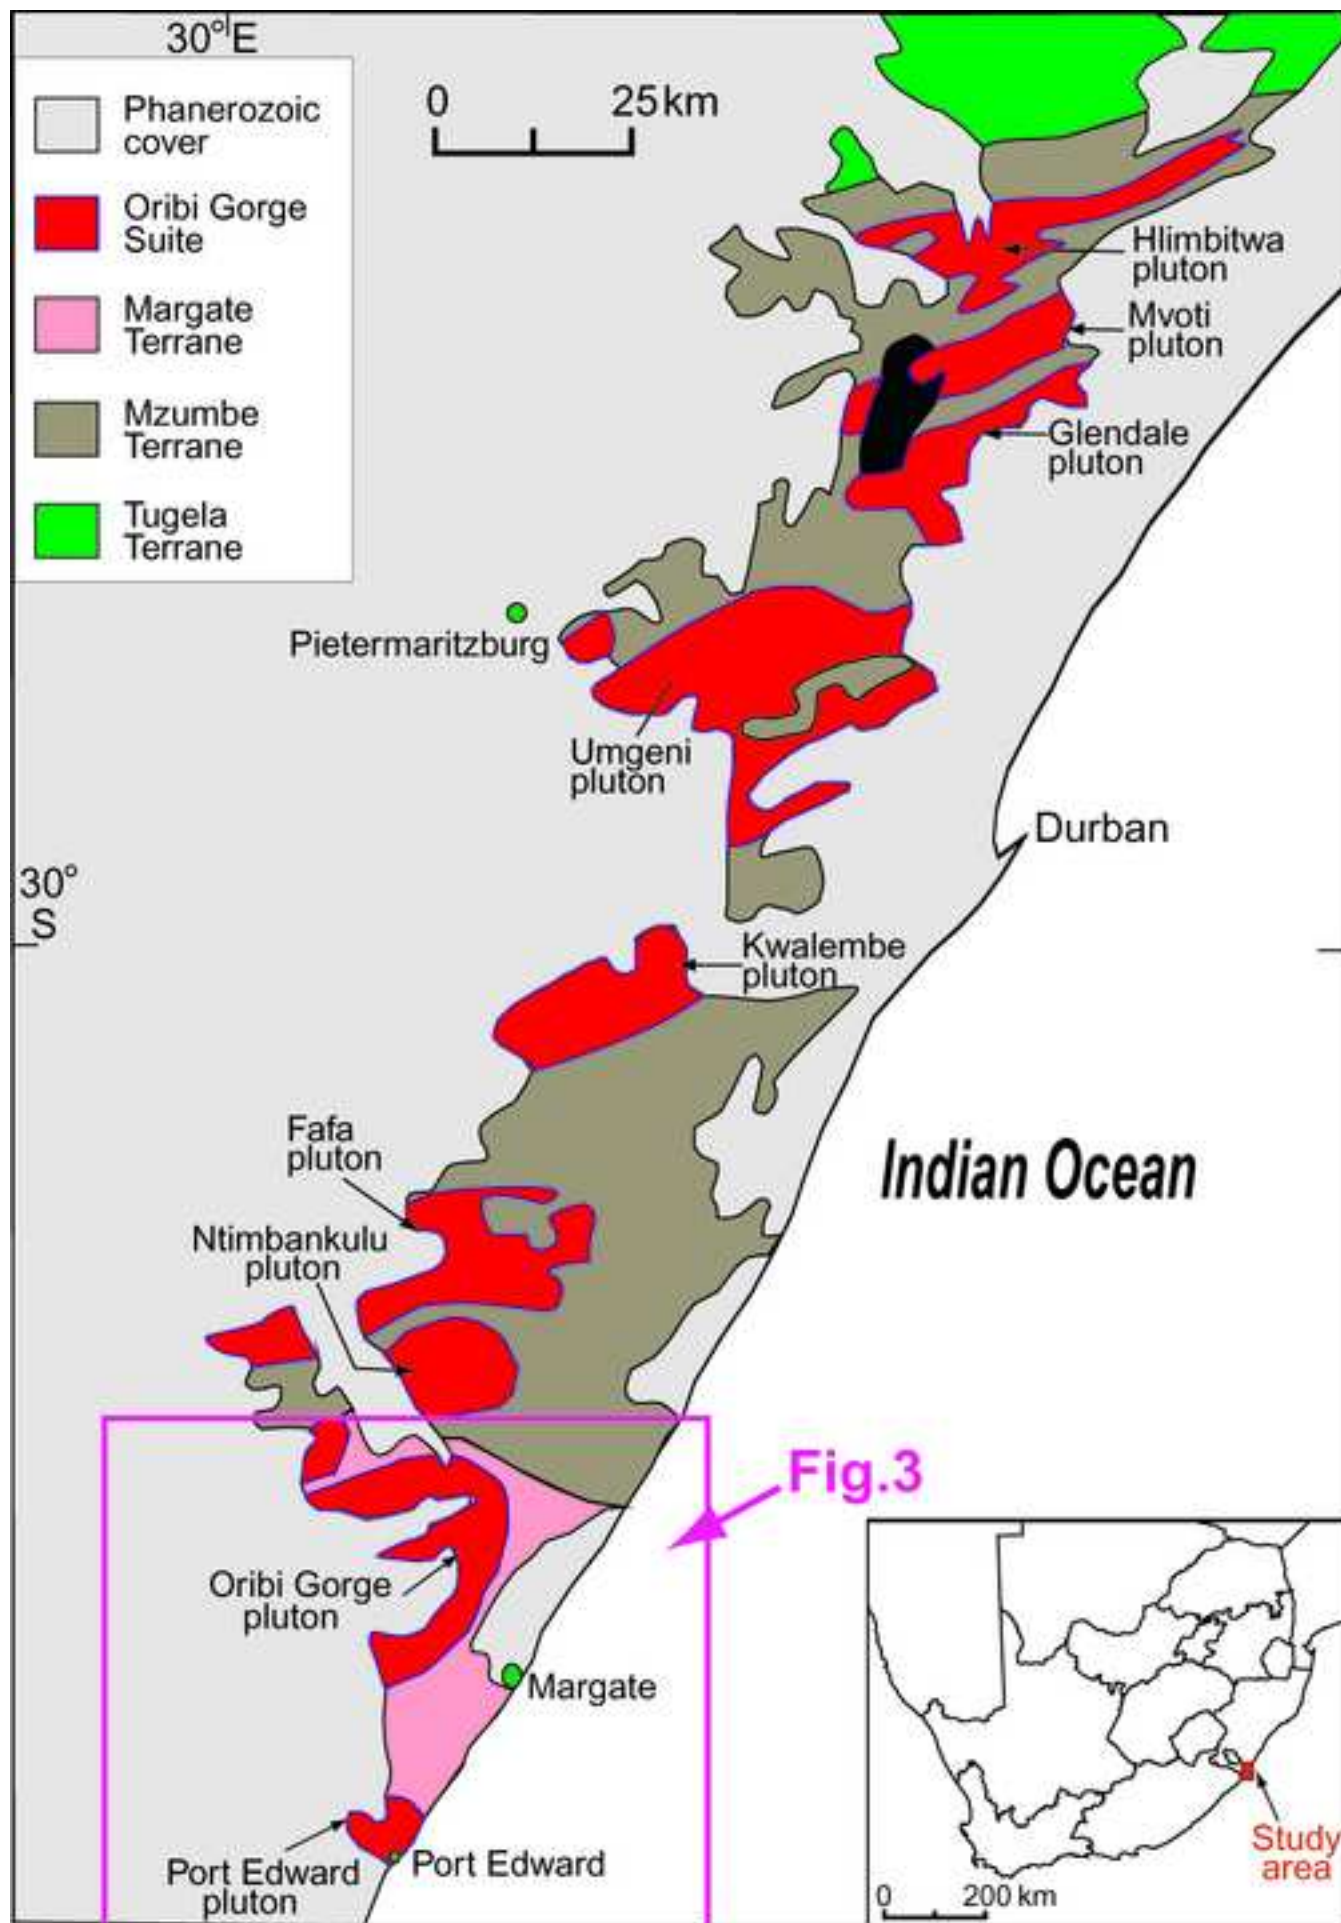 30°E
Phanerozoic
cover
Oribi Gorge
Suite
Margate
Terrane
Mzumbe
Terrane
Tugela
Terrane
0 25 km
Hlimbitwa
pluton
Mvoti
pluton
Glendale
pluton
Pietermaritzburg
Umgeni
pluton
Durban
30°
S
Kwalembe
pluton
Fafa
pluton
Indian Ocean
Ntimbankulu
pluton
Fig.3
Oribi Gorge
pluton
Margate
Port Edward
Port Edward
pluton
Study
area
0 200 km